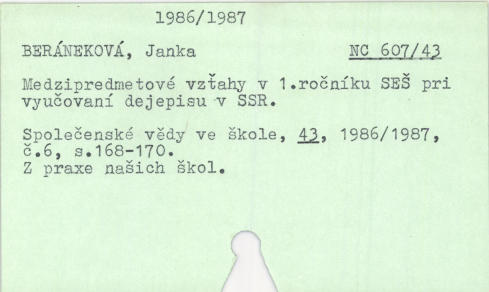 1986/1987
BERÁNEKOVÁ, Janka NC 607/43
Medzipredmetové vzťahy v 1.ročníku SEŠ pri
vyučovaní dejepisu v SSR.
Společenské vědy ve škole, 43, 1986/1987,
č.6, s.168-170.
Z praxe našich škol.